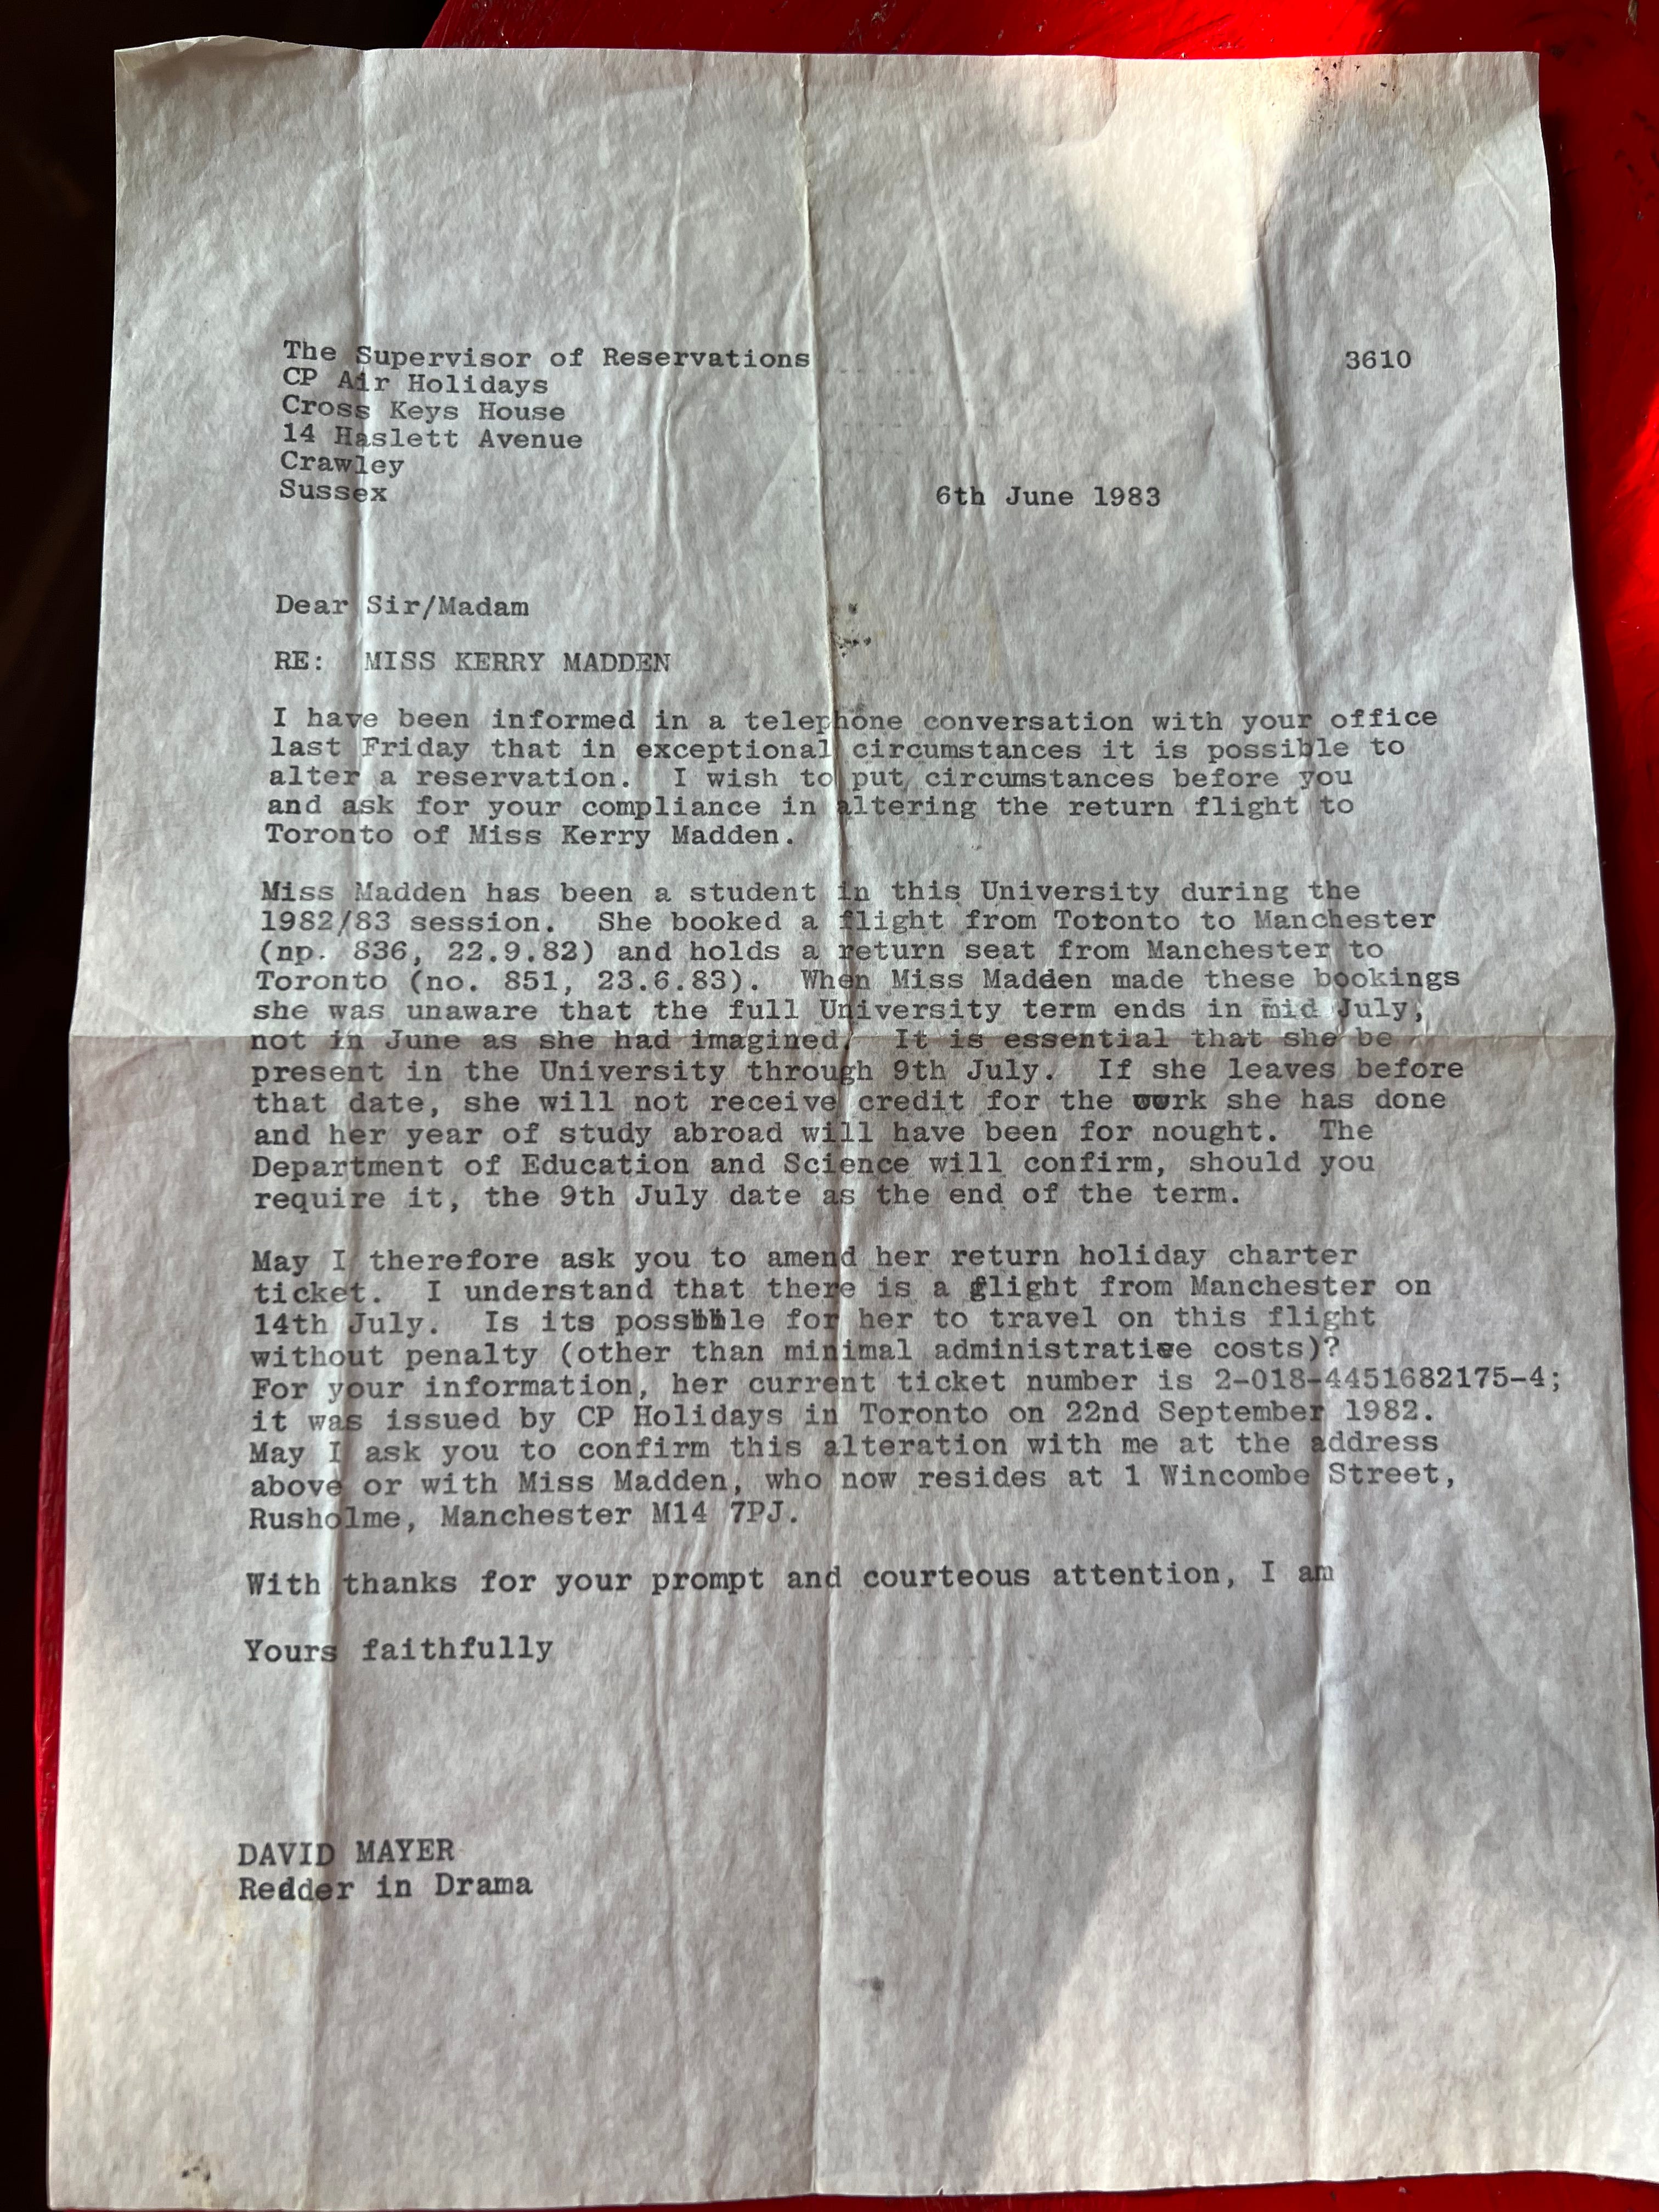 The Supervisor of Reservations 3610
CP Air Holidays
Cross Keys House
14 Haslett Avenue
Crawley
Sussex 6th June 1983
Dear Sir/Madam
RE: MISS KERRY MADDEN
I have been informed in a telephone conversation with your office
last Friday that in exceptional circumstances it is possible to
alter a reservation. I wish to put circumstances before you
and ask for your compliance in altering the return flight to
Toronto of Miss Kerry Madden.
Miss Madden has been a student in this University during the
1982/83 session. She booked a flight from Toronto to Manchester
(np. 836, 22.9.82) and holds a return seat from Manchester to
Toronto (no. 851, 23.6.83). When Miss Madden made these bookings
she was unaware that the full University term ends in mid July,
not in June as she had imagined. It is essential that she be
present in the University through 9th July. If she leaves before
that date, she will not receive credit for the work she has done
and her year of study abroad will have been for nought. The
Department of Education and Science will confirm, should you
require it, the 9th July date as the end of the term.
May I therefore ask you to amend her return holiday charter
ticket. I understand that there is a flight from Manchester on
14th July. Is its possible for her to travel on this flight
without penalty (other than minimal administrative costs)?
For your information, her current ticket number is 2-018-4451682175-4;
it was issued by CP Holidays in Toronto on 22nd September 1982.
May I ask you to confirm this alteration with me at the address
above or with Miss Madden, who now resides at 1 Wincombe Street,
Rusholme, Manchester M14 7PJ.
With thanks for your prompt and courteous attention, I am
Yours faithfully
DAVID MAYER
Redder in Drama